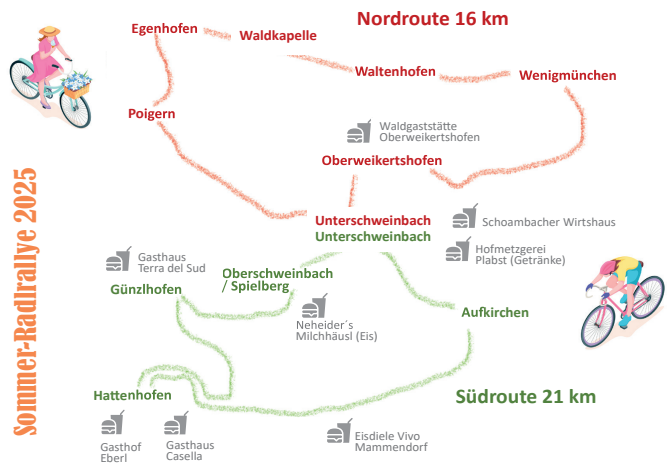 Nordroute 16 km
Egenhofen
Waldkapelle
Waltenhofen
Wenigmünchen
Poigern
Waldgaststätte
Oberweikertshofen
Oberweikertshofen
Unterschweinbach
Unterschweinbach
Schoambacher Wirtshaus
Hofmetzgerei
Plabst (Getränke)
Sommer-Radlrallye 2025
Gasthaus
Terra del Sud
Günzlhofen
Oberschweinbach
/ Spielberg
Neheider´s
Milchhäusl (Eis)
Aufkirchen
Hattenhofen
Südroute 21 km
Gasthof
Eberl
Gasthaus
Casella
Eisdiele Vivo
Mammendorf